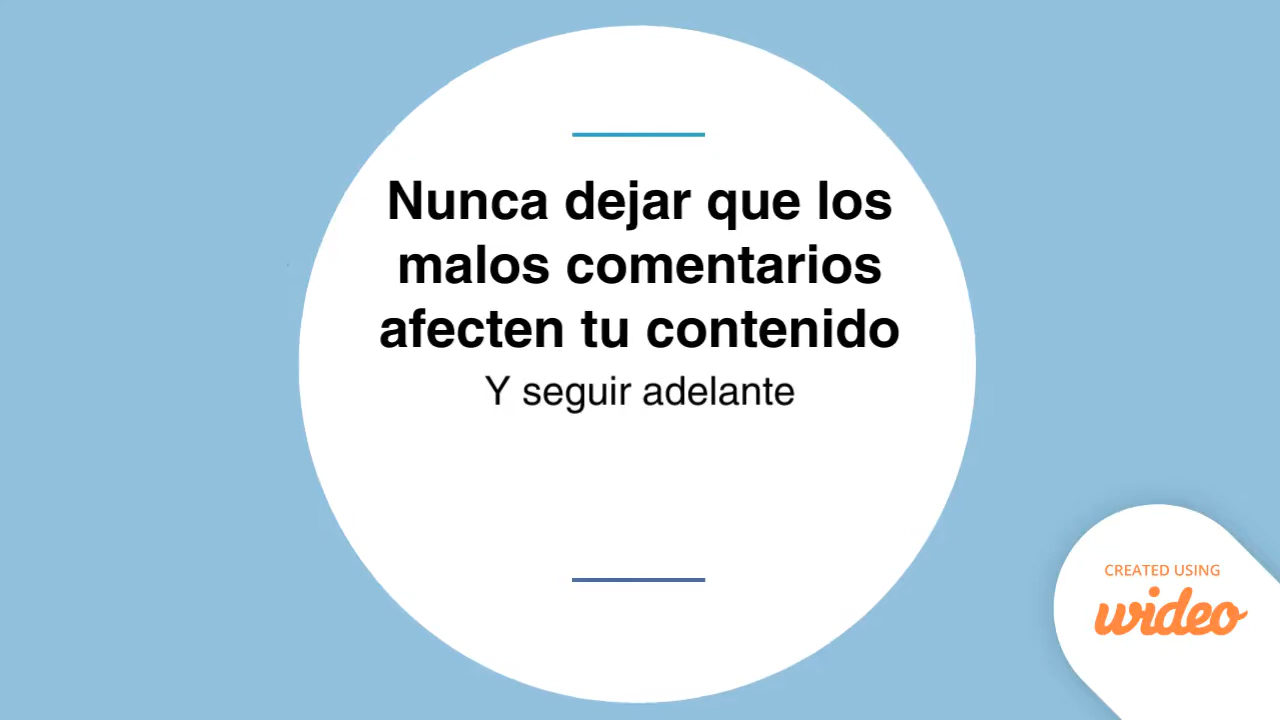 Nunca dejar que los
malos comentarios
afecten tu contenido
Y seguir adelante
CREATED USING
wideo